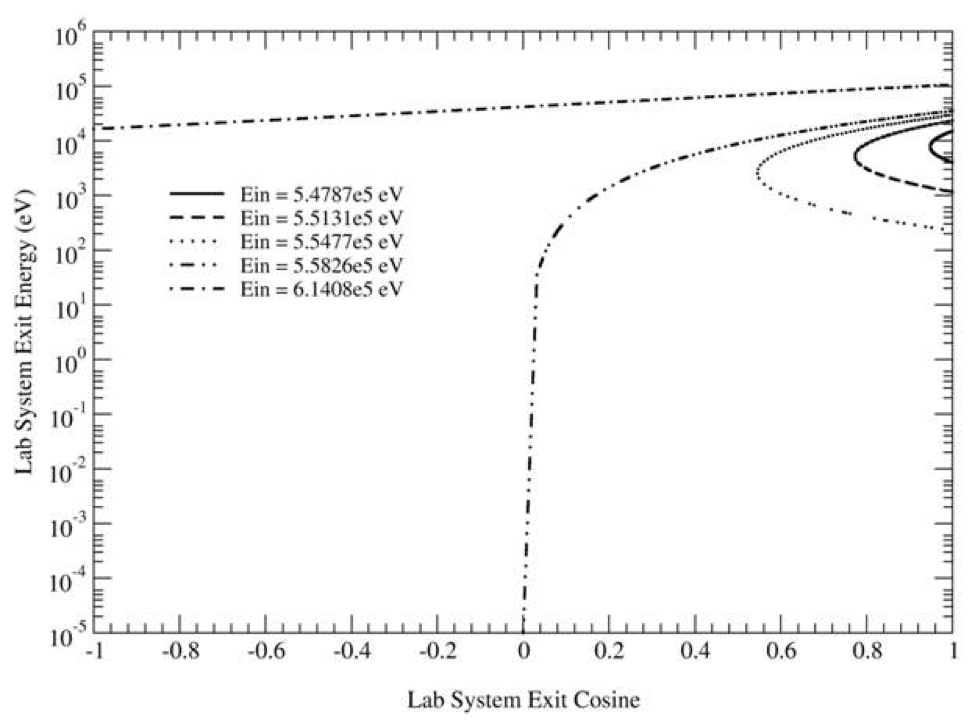 10^6
10^5
10^4
10^3
10^2
10^1
10^0
10^-1
10^-2
10^-3
10^-4
10^-5
Lab System Exit Energy (eV)
Ein = 5.4787e5 eV
Ein = 5.5131e5 eV
Ein = 5.5477e5 eV
Ein = 5.5826e5 eV
Ein = 6.1408e5 eV
-1 -0.8 -0.6 -0.4 -0.2 0 0.2 0.4 0.6 0.8 1
Lab System Exit Cosine